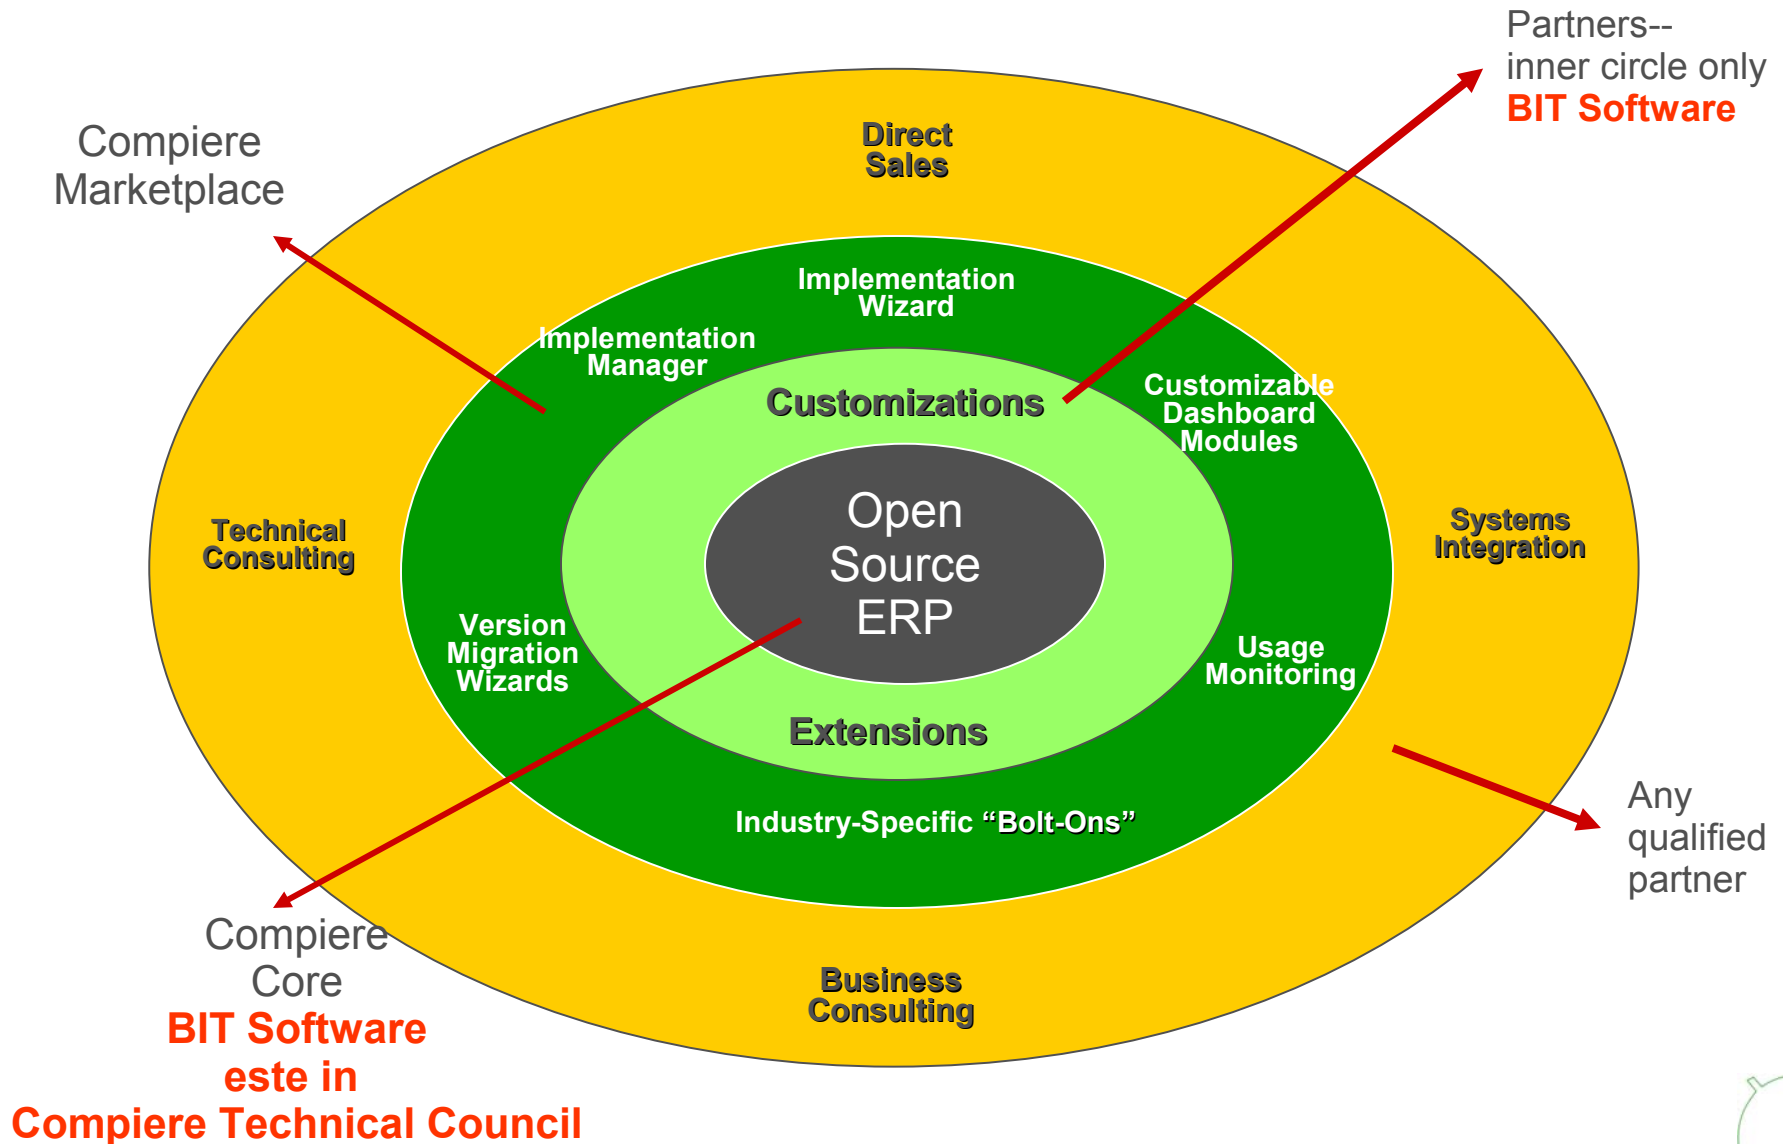 Partners--
inner circle only
BIT Software
Compiere
Marketplace
Direct
Sales
Implementation
Wizard
Implementation
Manager
Customizations
Customizable
Dashboard
Modules
Open
Source
ERP
Technical
Consulting
Systems
Integration
Version
Migration
Wizards
Usage
Monitoring
Extensions
Industry-Specific “Bolt-Ons”
Any
qualified
partner
Compiere
Core
BIT Software
este in
Compiere Technical Council
Business
Consulting